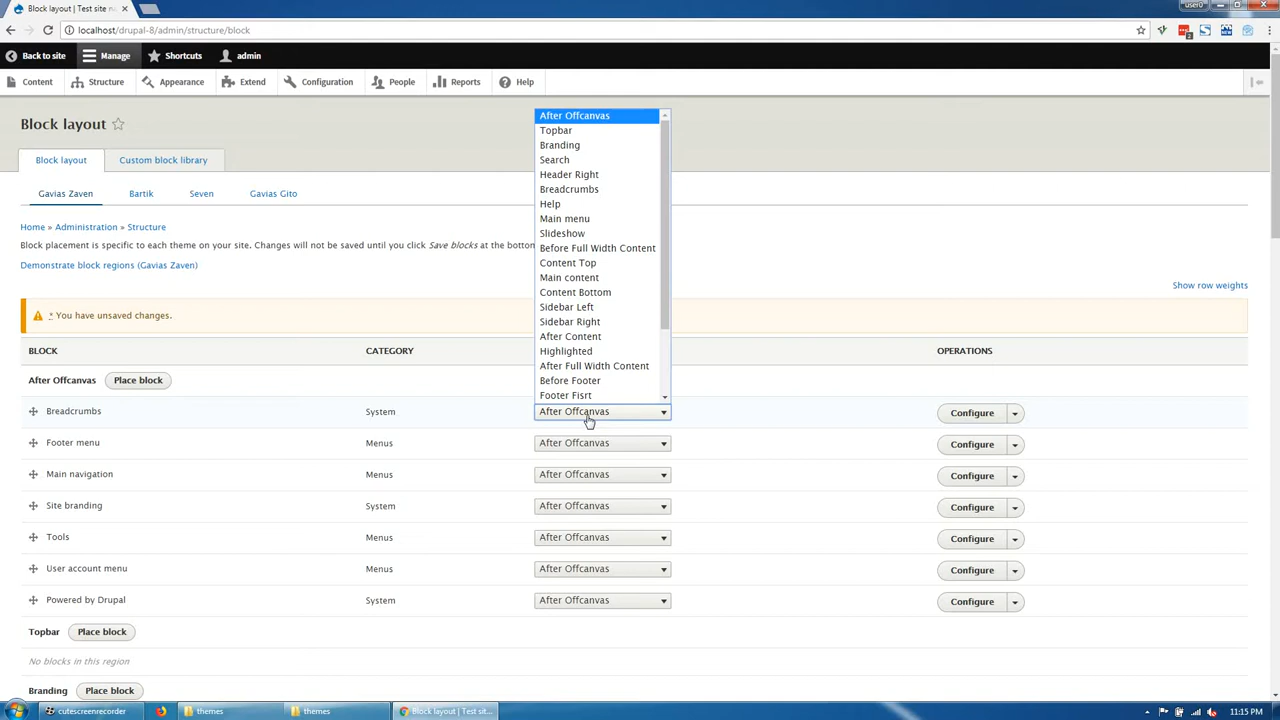 Block layout | Test site n
user0
localhost/drupal-8/admin/structure/block
Back to site Manage Shortcuts admin
Content Structure Appearance Extend Configuration People Reports Help
Block layout
Block layout Custom block library
Gavias Zaven Bartik Seven Gavias Gito
Home » Administration » Structure
Block placement is specific to each theme on your site. Changes will not be saved until you click Save blocks at the bottom
Demonstrate block regions (Gavias Zaven)
Show row weights
* You have unsaved changes.
BLOCK CATEGORY OPERATIONS
After Offcanvas Place block
After Offcanvas
Topbar
Branding
Search
Header Right
Breadcrumbs
Help
Main menu
Slideshow
Before Full Width Content
Content Top
Main content
Content Bottom
Sidebar Left
Sidebar Right
After Content
Highlighted
After Full Width Content
Before Footer
Footer Fisrt
Breadcrumbs System After Offcanvas Configure
Footer menu Menus After Offcanvas Configure
Main navigation Menus After Offcanvas Configure
Site branding System After Offcanvas Configure
Tools Menus After Offcanvas Configure
User account menu Menus After Offcanvas Configure
Powered by Drupal System After Offcanvas Configure
Topbar Place block
No blocks in this region
Branding Place block
cutescreenrecorder themes themes Block layout | Test sit... 11:15 PM